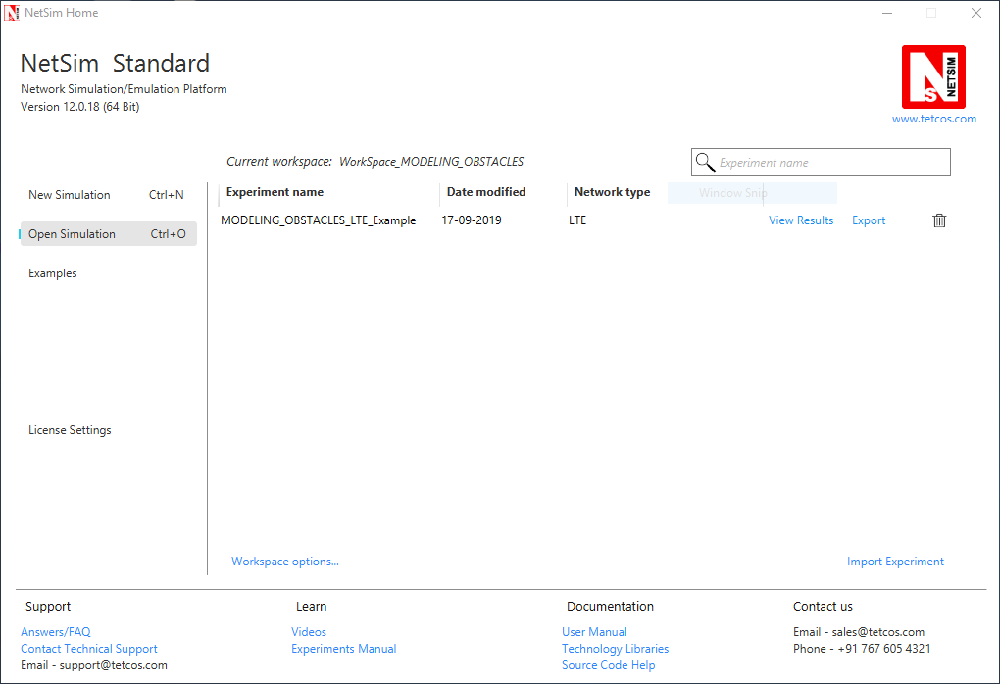 NetSim Home
NetSim Standard
Network Simulation/Emulation Platform
Version 12.0.18 (64 Bit)
NETSIM
NS
www.tetcos.com
Current workspace: WorkSpace_MODELING_OBSTACLES
Experiment name
New Simulation Ctrl+N
Open Simulation Ctrl+O
Examples
License Settings
Experiment name Date modified Network type Window Snip
MODELING_OBSTACLES_LTE_Example 17-09-2019 LTE View Results Export
Workspace options... Import Experiment
Support
Answers/FAQ
Contact Technical Support
Email - support@tetcos.com
Learn
Videos
Experiments Manual
Documentation
User Manual
Technology Libraries
Source Code Help
Contact us
Email - sales@tetcos.com
Phone - +91 767 605 4321